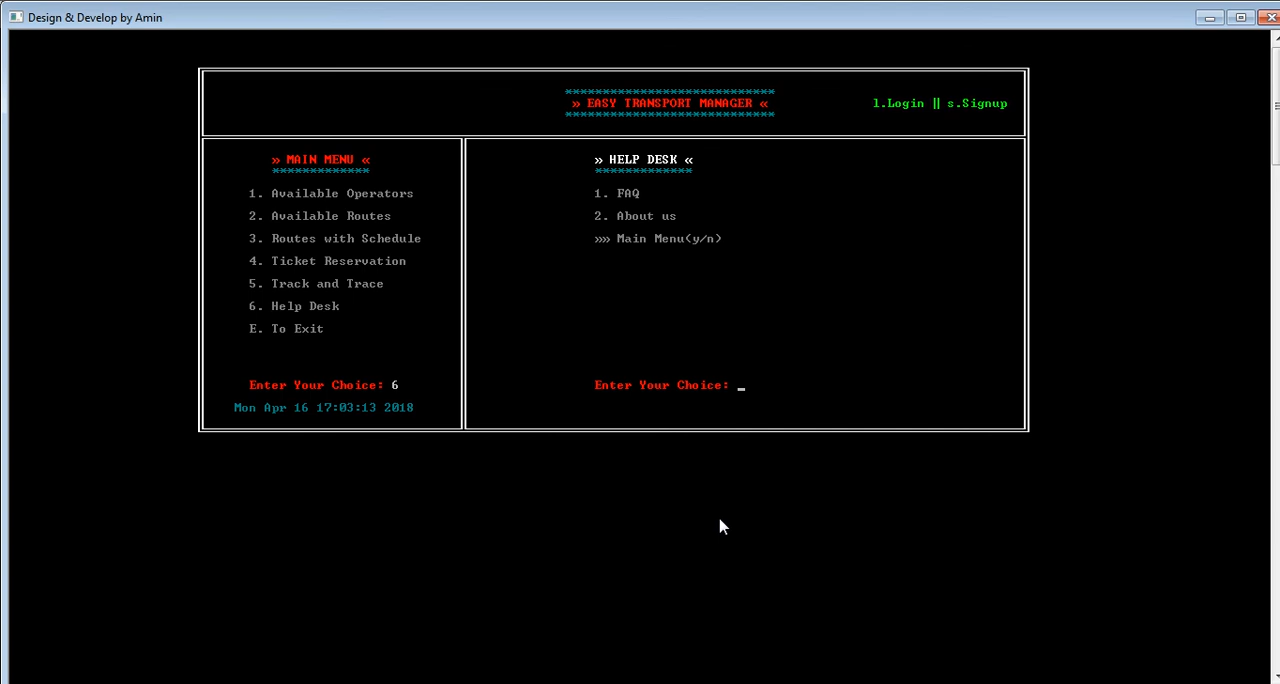 Design & Develop by Amin
****************************
» EASY TRANSPORT MANAGER «
****************************
l.Login || s.Signup
» MAIN MENU «
*************
1. Available Operators
2. Available Routes
3. Routes with Schedule
4. Ticket Reservation
5. Track and Trace
6. Help Desk
E. To Exit
Enter Your Choice: 6
Mon Apr 16 17:03:13 2018
» HELP DESK «
*************
1. FAQ
2. About us
»» Main Menu(y/n)
Enter Your Choice: _